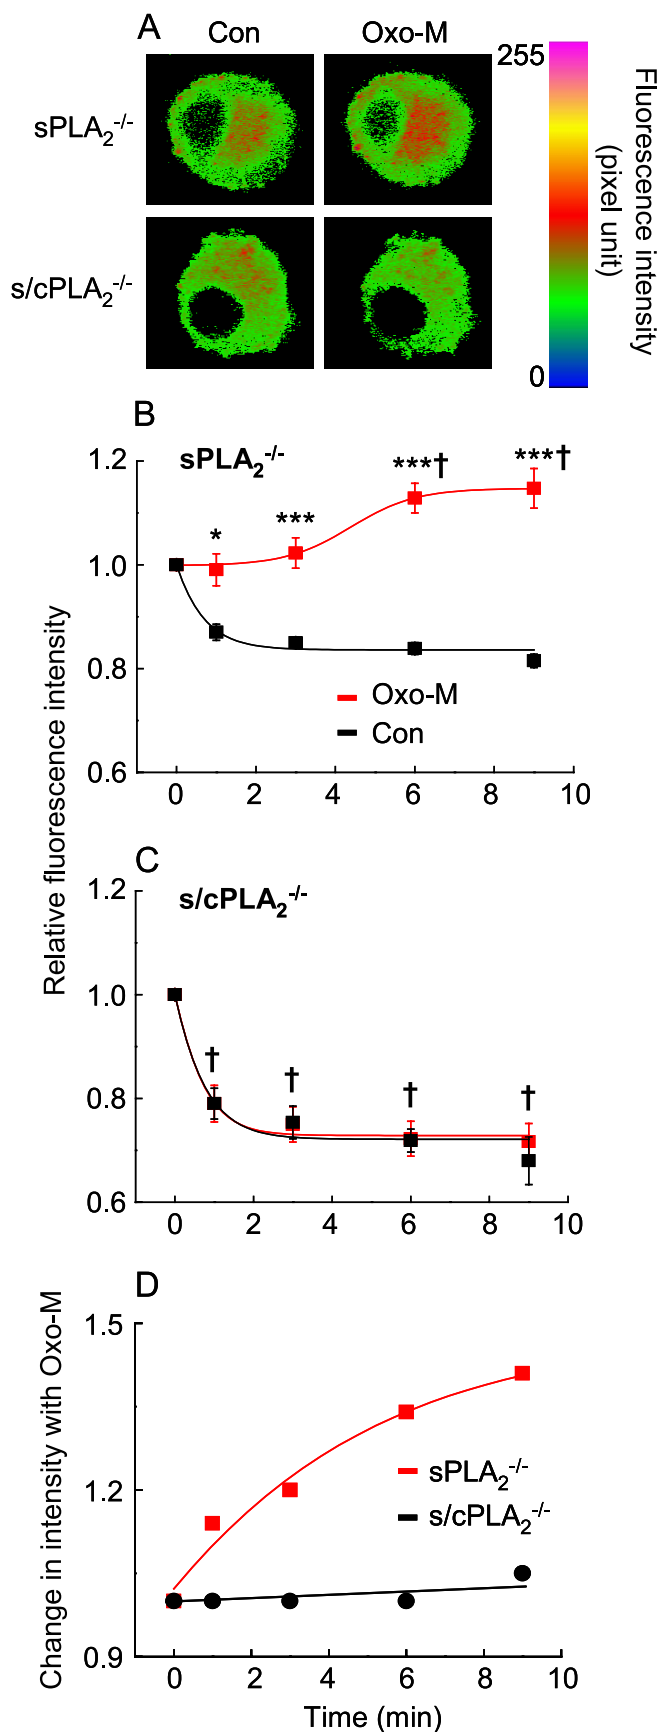 A
Con
Oxo-M
sPLA₂⁻/⁻
s/cPLA₂⁻/⁻
255
0
Fluorescence intensity
(pixel unit)
B
sPLA₂⁻/⁻
1.2
1.0
0.8
0.6
*
***
***†
***†
Oxo-M
Con
0 2 4 6 8 10
Relative fluorescence intensity
C
s/cPLA₂⁻/⁻
1.2
1.0
0.8
0.6
† † † †
0 2 4 6 8 10
D
1.5
1.2
0.9
Change in intensity with Oxo-M
sPLA₂⁻/⁻
s/cPLA₂⁻/⁻
0 2 4 6 8 10
Time (min)